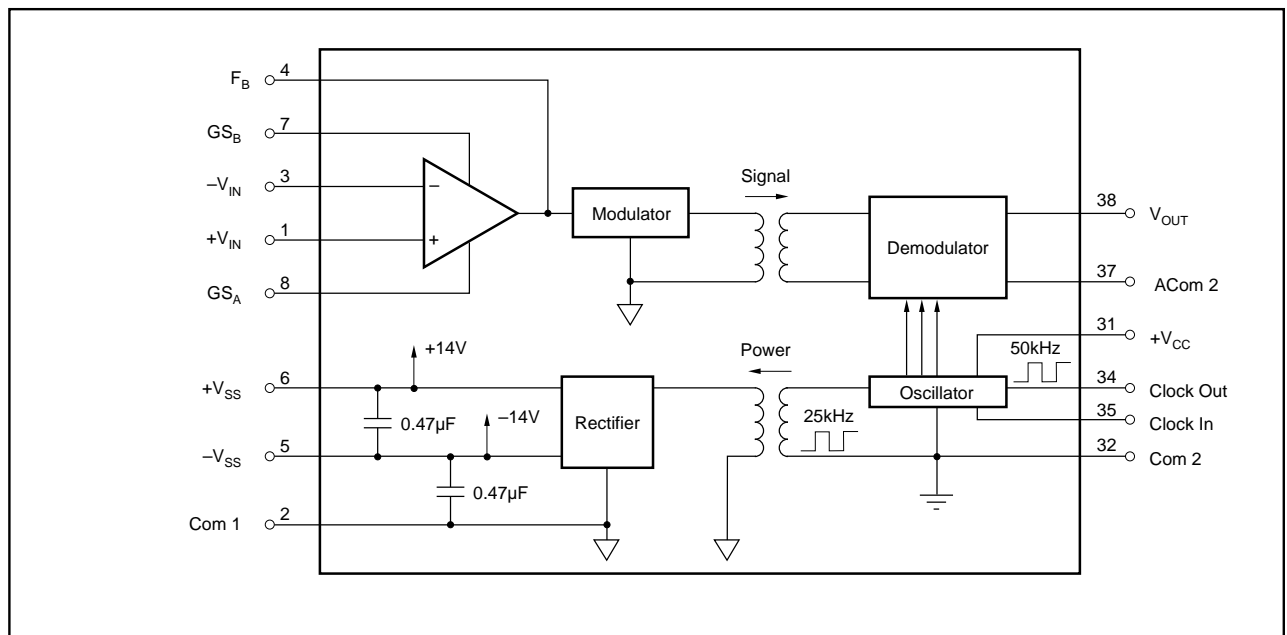 F_B 4
GS_B 7
–V_IN 3
+V_IN 1
GS_A 8
−
+
Modulator
Signal
Demodulator
38 V_OUT
37 ACom 2
31 +V_CC
50kHz
34 Clock Out
35 Clock In
32 Com 2
Oscillator
Power
25kHz
+V_SS 6
+14V
0.47µF
–14V
Rectifier
–V_SS 5
0.47µF
Com 1 2